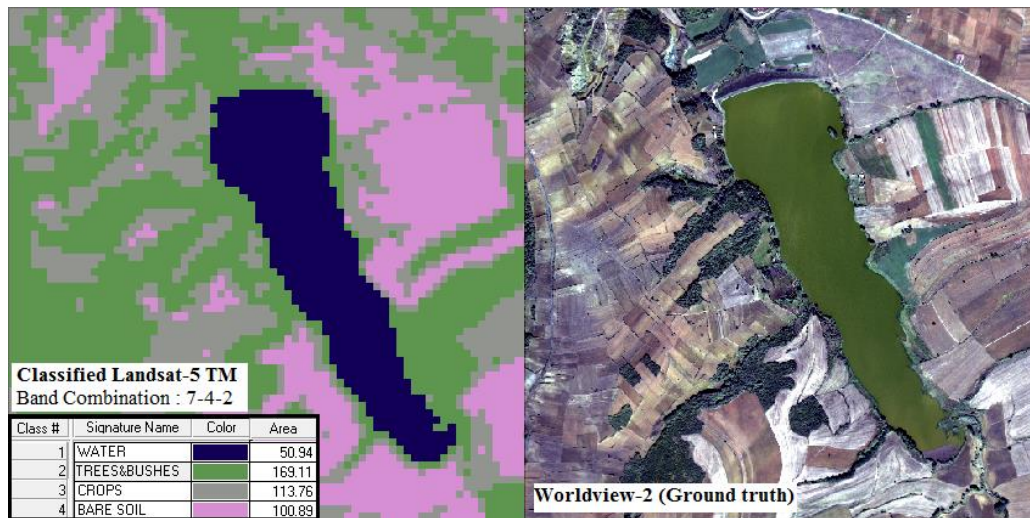 Classified Landsat-5 TM
Band Combination : 7-4-2
Class # Signature Name Color Area
1 WATER 50.94
2 TREES&BUSHES 169.11
3 CROPS 113.76
4 BARE SOIL 100.89
Worldview-2 (Ground truth)